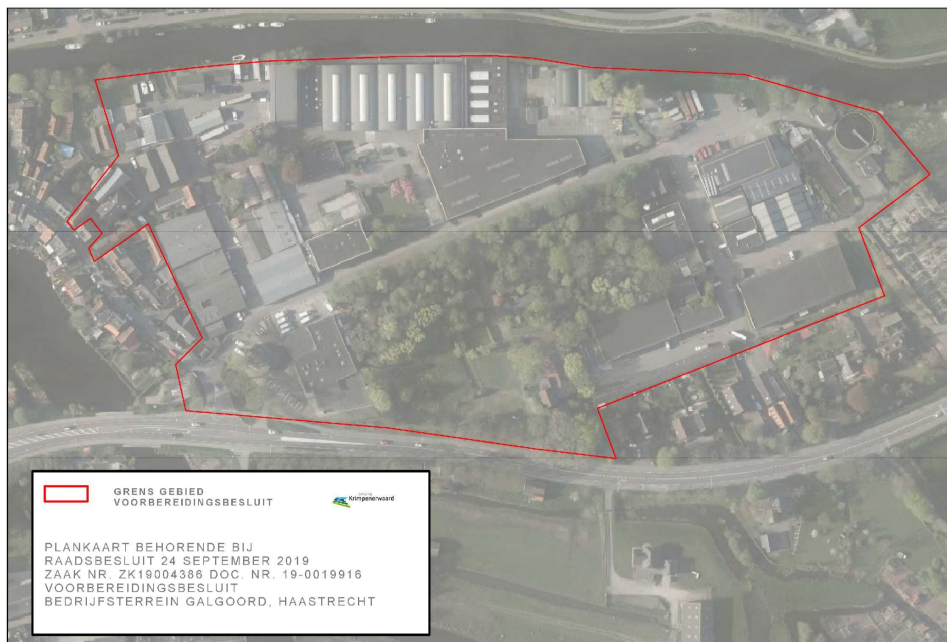 GRENS GEBIED
VOORBEREIDINGSBESLUIT
Krimpenerwaard
PLANKAART BEHORENDE BIJ
RAADSBESLUIT 24 SEPTEMBER 2019
ZAAK NR. ZK19004386 DOC. NR. 19-0019916
VOORBEREIDINGSBESLUIT
BEDRIJFSTERREIN GALGOORD, HAASTRECHT